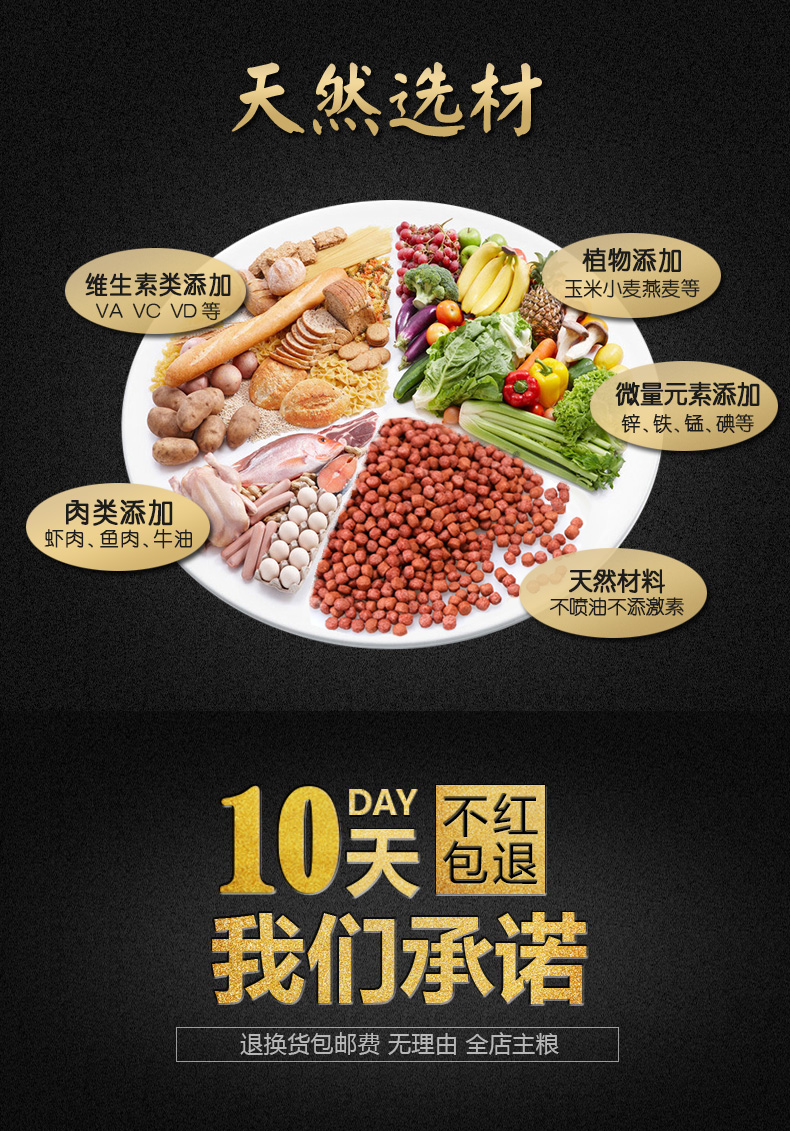 天然选材
维生素类添加
VA VC VD等
植物添加
玉米小麦燕麦等
微量元素添加
锌、铁、锰、碘等
肉类添加
虾肉、鱼肉、牛油
天然材料
不喷油不添激素
10天
DAY
不红
包退
我们承诺
退换货包邮费 无理由 全店主粮